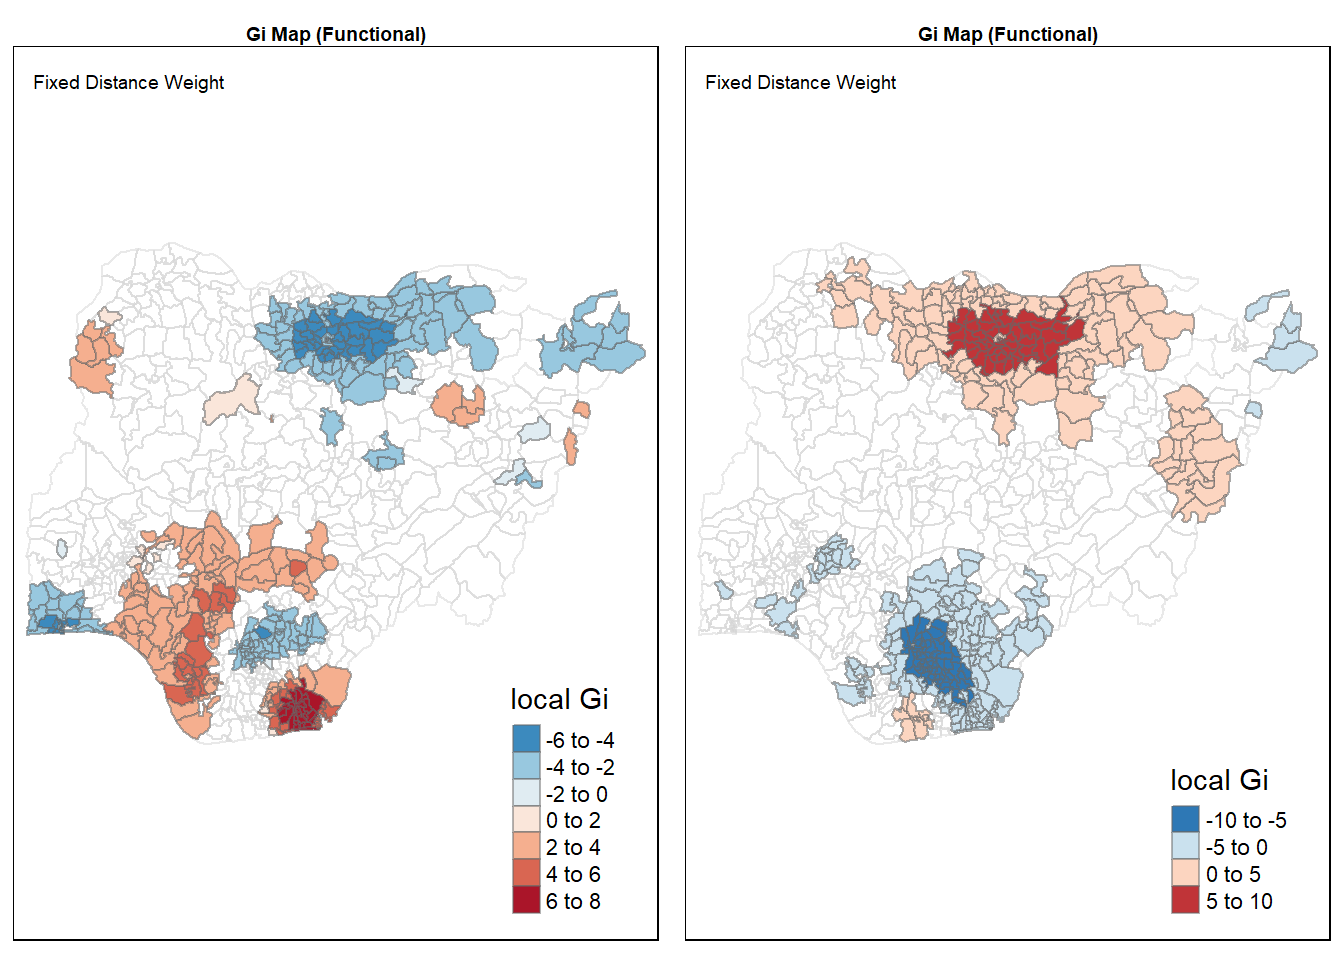 Gi Map (Functional)
Fixed Distance Weight
local Gi
-6 to -4
-4 to -2
-2 to 0
0 to 2
2 to 4
4 to 6
6 to 8
Gi Map (Functional)
Fixed Distance Weight
local Gi
-10 to -5
-5 to 0
0 to 5
5 to 10